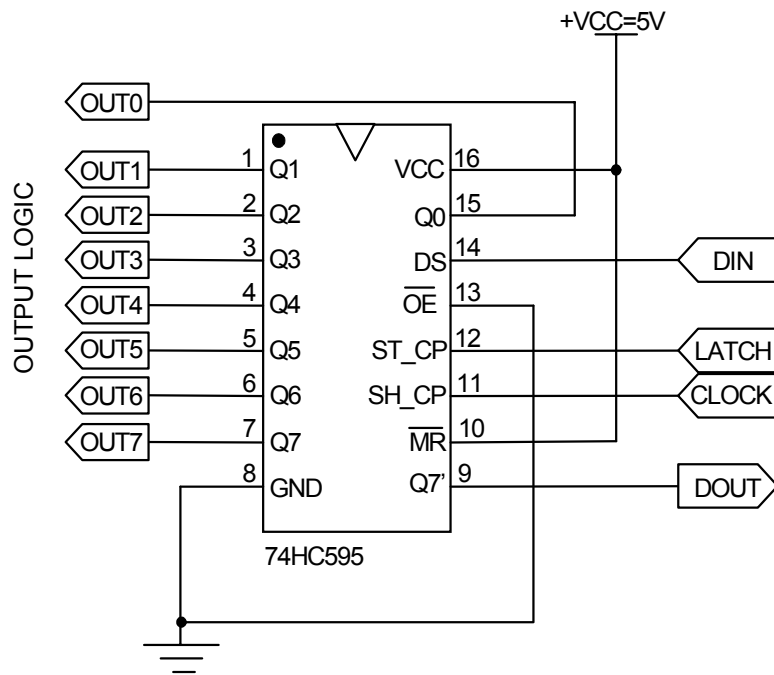 +VCC=5V
OUT0
OUT1 1 Q1 VCC 16
OUT2 2 Q2 Q0 15
OUT3 3 Q3 DS 14 DIN
OUT4 4 Q4 OE 13
OUT5 5 Q5 ST_CP 12 LATCH
OUT6 6 Q6 SH_CP 11 CLOCK
OUT7 7 Q7 MR 10
8 GND Q7' 9 DOUT
74HC595
OUTPUT LOGIC